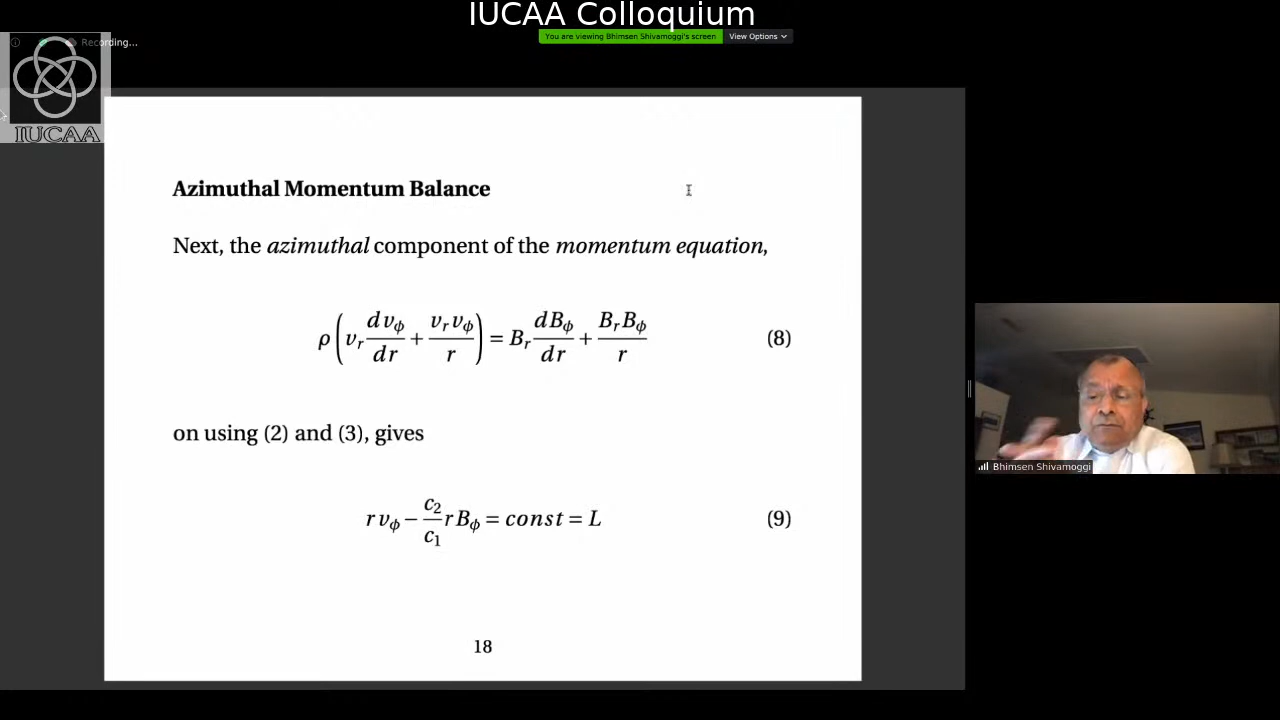 IUCAA Colloquium
You are viewing Bhimsen Shivamoggi's screen View Options
Recording...
IUCAA
Azimuthal Momentum Balance
Next, the azimuthal component of the momentum equation,
ρ ( v_r dv_ϕ/dr + v_r v_ϕ/r ) = B_r dB_ϕ/dr + B_r B_ϕ/r (8)
on using (2) and (3), gives
r v_ϕ − c_2/c_1 r B_ϕ = const = L (9)
18
Bhimsen Shivamoggi